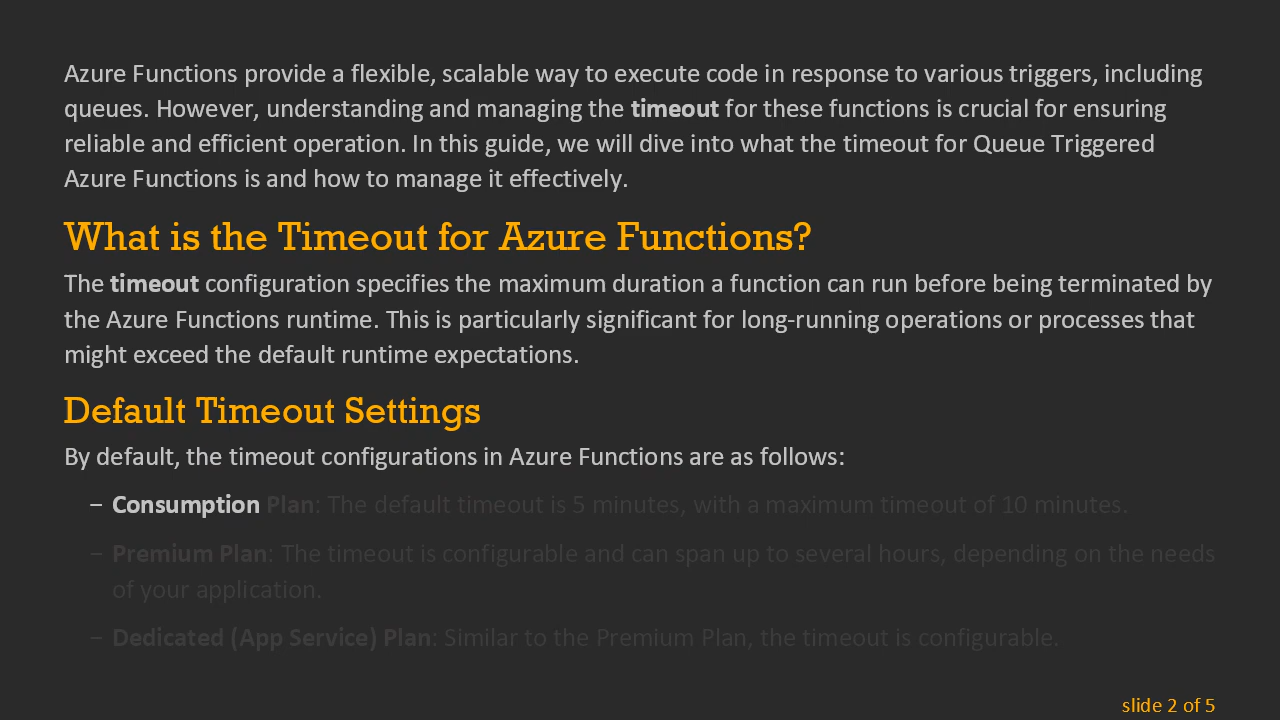 Azure Functions provide a flexible, scalable way to execute code in response to various triggers, including
queues. However, understanding and managing the timeout for these functions is crucial for ensuring
reliable and efficient operation. In this guide, we will dive into what the timeout for Queue Triggered
Azure Functions is and how to manage it effectively.
What is the Timeout for Azure Functions?
The timeout configuration specifies the maximum duration a function can run before being terminated by
the Azure Functions runtime. This is particularly significant for long-running operations or processes that
might exceed the default runtime expectations.
Default Timeout Settings
By default, the timeout configurations in Azure Functions are as follows:
– Consumption Plan: The default timeout is 5 minutes, with a maximum timeout of 10 minutes.
– Premium Plan: The timeout is configurable and can span up to several hours, depending on the needs
of your application.
– Dedicated (App Service) Plan: Similar to the Premium Plan, the timeout is configurable.
slide 2 of 5